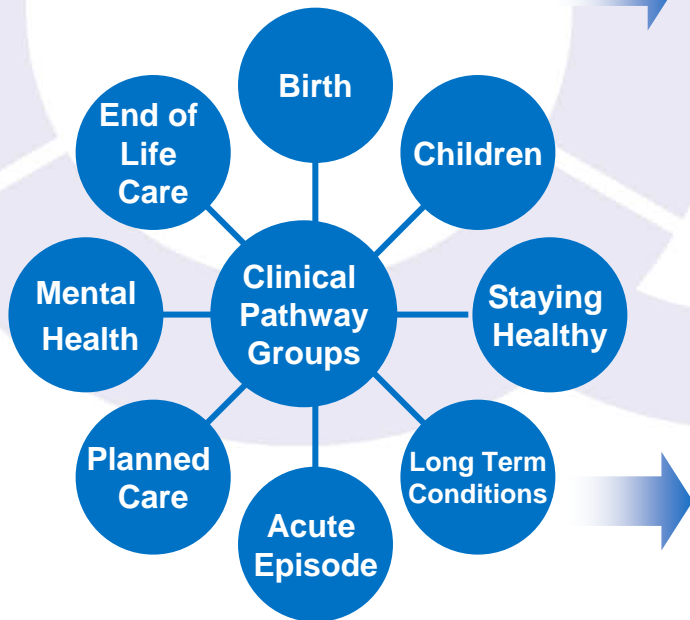 Birth
End of
Life
Care
Children
Mental
Health
Clinical
Pathway
Groups
Staying
Healthy
Planned
Care
Long Term
Conditions
Acute
Episode